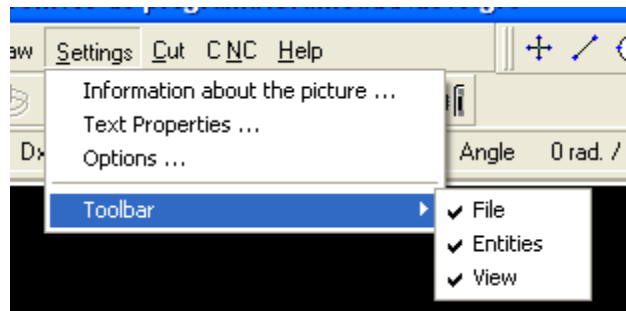 aw Settings Cut CNC Help
Information about the picture ...
Text Properties ...
Options ...
Dx Angle 0 rad. /
Toolbar
File
Entities
View